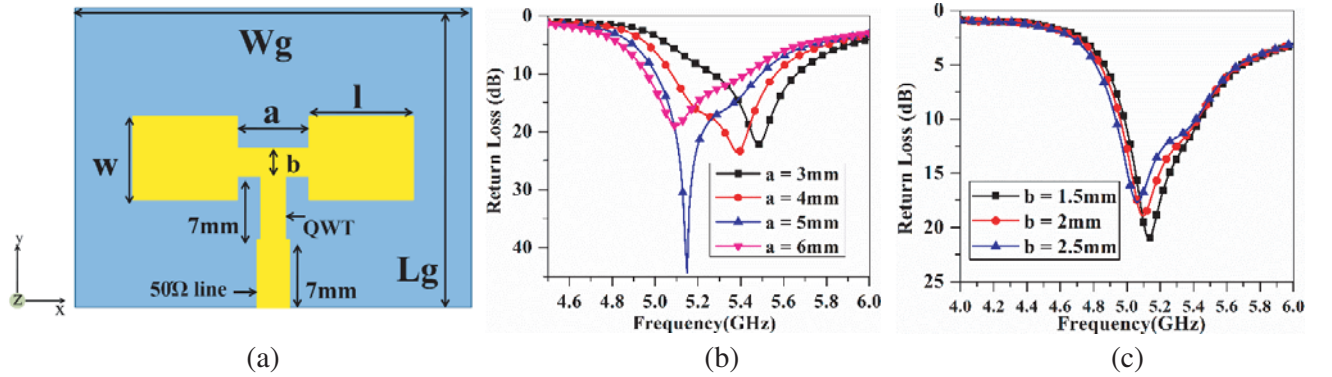 Wg
l
a
w
b
7mm
QWT
Lg
50Ω line
7mm
y
z
x
(a)
0
10
20
30
40
Return Loss (dB)
a = 3mm
a = 4mm
a = 5mm
a = 6mm
4.6 4.8 5.0 5.2 5.4 5.6 5.8 6.0
Frequency(GHz)
(b)
0
5
10
15
20
25
Return Loss (dB)
b = 1.5mm
b = 2mm
b = 2.5mm
4.0 4.2 4.4 4.6 4.8 5.0 5.2 5.4 5.6 5.8 6.0
Frequency(GHz)
(c)